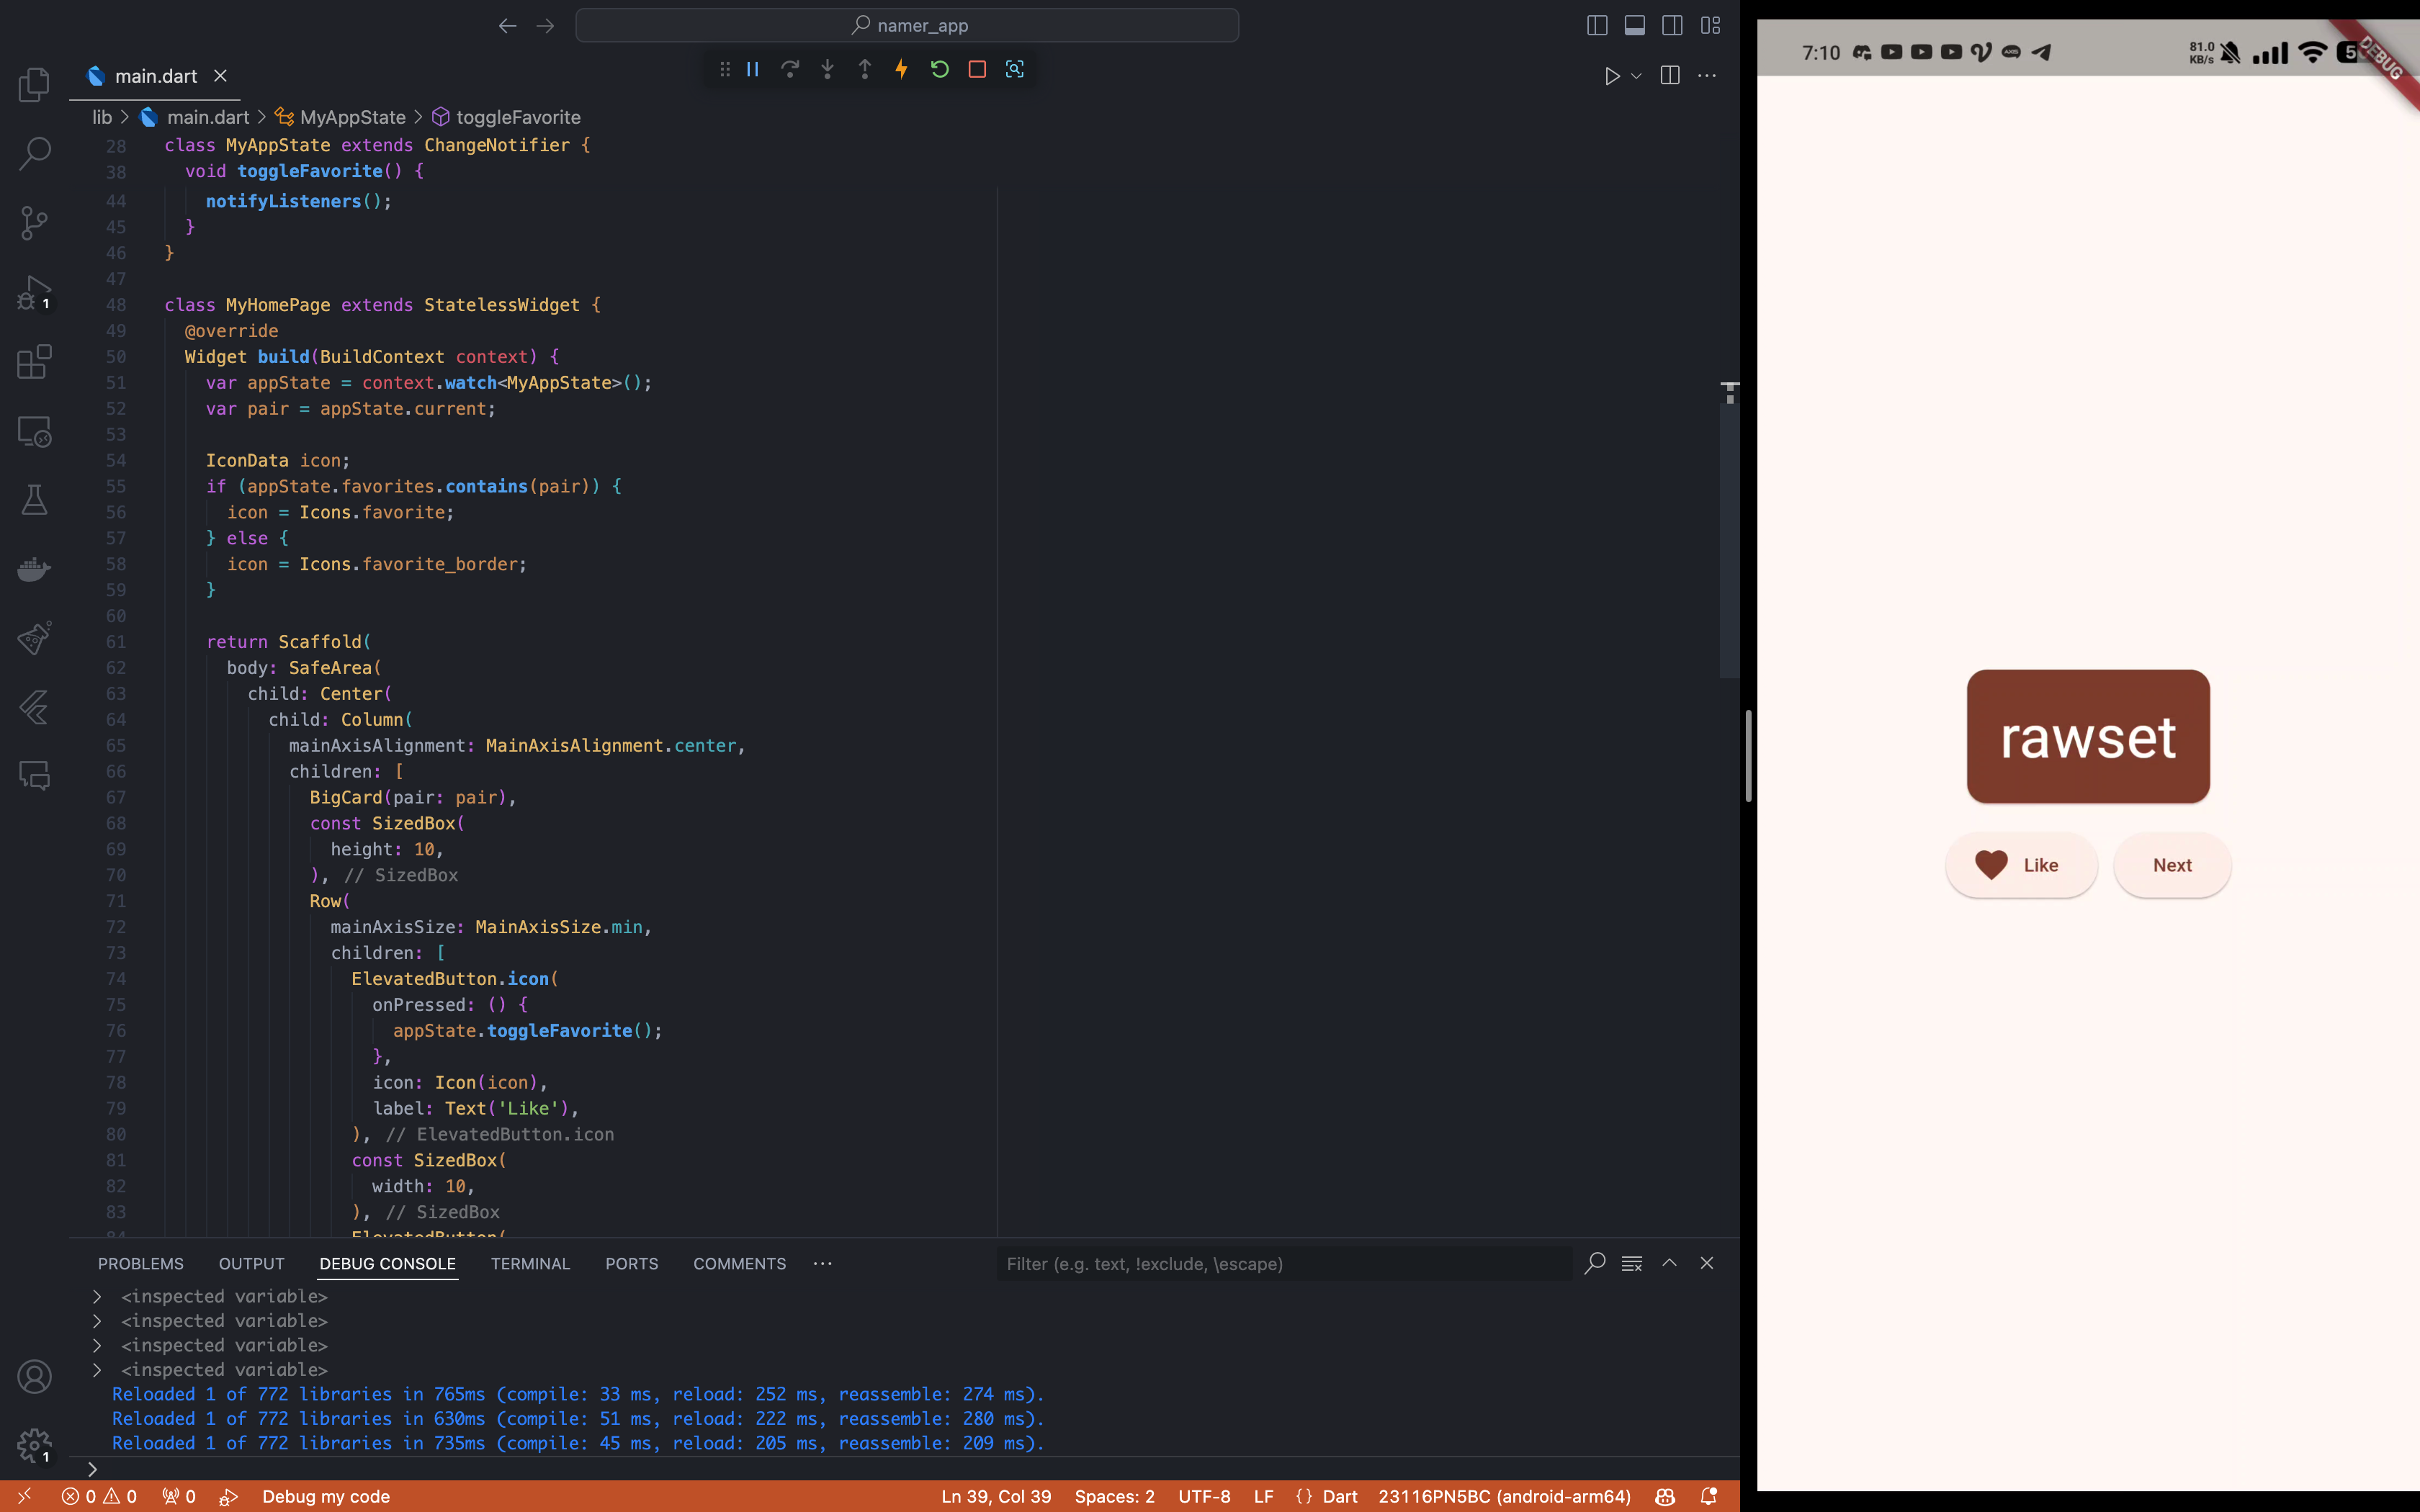 namer_app
main.dart
lib > main.dart > MyAppState > toggleFavorite
28 class MyAppState extends ChangeNotifier {
38 void toggleFavorite() {
44 notifyListeners();
45 }
46 }
47
48 class MyHomePage extends StatelessWidget {
49 @override
50 Widget build(BuildContext context) {
51 var appState = context.watch<MyAppState>();
52 var pair = appState.current;
53
54 IconData icon;
55 if (appState.favorites.contains(pair)) {
56 icon = Icons.favorite;
57 } else {
58 icon = Icons.favorite_border;
59 }
60
61 return Scaffold(
62 body: SafeArea(
63 child: Center(
64 child: Column(
65 mainAxisAlignment: MainAxisAlignment.center,
66 children: [
67 BigCard(pair: pair),
68 const SizedBox(
69 height: 10,
70 ), // SizedBox
71 Row(
72 mainAxisSize: MainAxisSize.min,
73 children: [
74 ElevatedButton.icon(
75 onPressed: () {
76 appState.toggleFavorite();
77 },
78 icon: Icon(icon),
79 label: Text('Like'),
80 ), // ElevatedButton.icon
81 const SizedBox(
82 width: 10,
83 ), // SizedBox
84 ElevatedButton(
1
1
PROBLEMS OUTPUT DEBUG CONSOLE TERMINAL PORTS COMMENTS ···
Filter (e.g. text, !exclude, \escape)
> <inspected variable>
> <inspected variable>
> <inspected variable>
> <inspected variable>
Reloaded 1 of 772 libraries in 765ms (compile: 33 ms, reload: 252 ms, reassemble: 274 ms).
Reloaded 1 of 772 libraries in 630ms (compile: 51 ms, reload: 222 ms, reassemble: 280 ms).
Reloaded 1 of 772 libraries in 735ms (compile: 45 ms, reload: 205 ms, reassemble: 209 ms).
>
0 0 0 Debug my code Ln 39, Col 39 Spaces: 2 UTF-8 LF {} Dart 23116PN5BC (android-arm64)
7:10 81.0 KB/s 5
DEBUG
rawset
Like Next